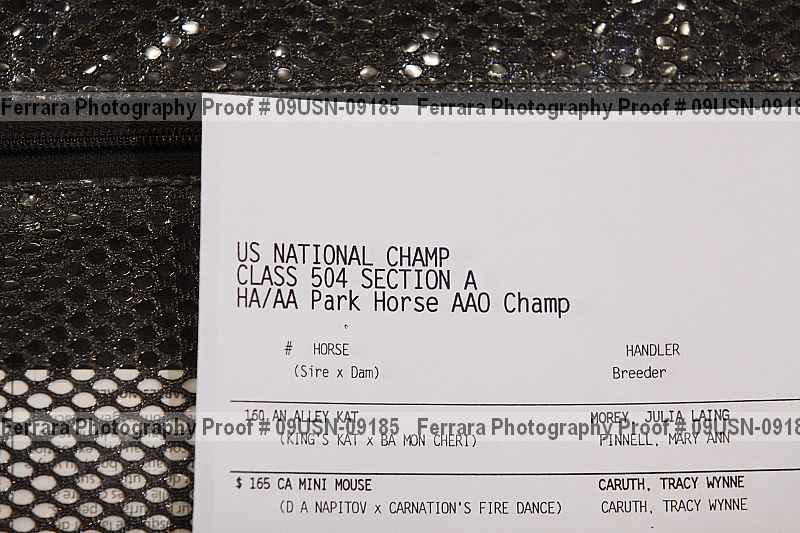 Ferrara Photography Proof # 09USN-09185 Ferrara Photography Proof # 09USN-0918
US NATIONAL CHAMP
CLASS 504 SECTION A
HA/AA Park Horse AAO Champ
# HORSE HANDLER
(Sire x Dam) Breeder
160 AN ALLEY KAT MOREY, JULIA LAING
Ferrara Photography Proof # 09USN-09185 Ferrara Photography Proof # 09USN-0918
(KING'S KAT x BA MON CHERI) PINNELL, MARY ANN
$ 165 CA MINI MOUSE CARUTH, TRACY WYNNE
(D A NAPITOV x CARNATION'S FIRE DANCE) CARUTH, TRACY WYNNE